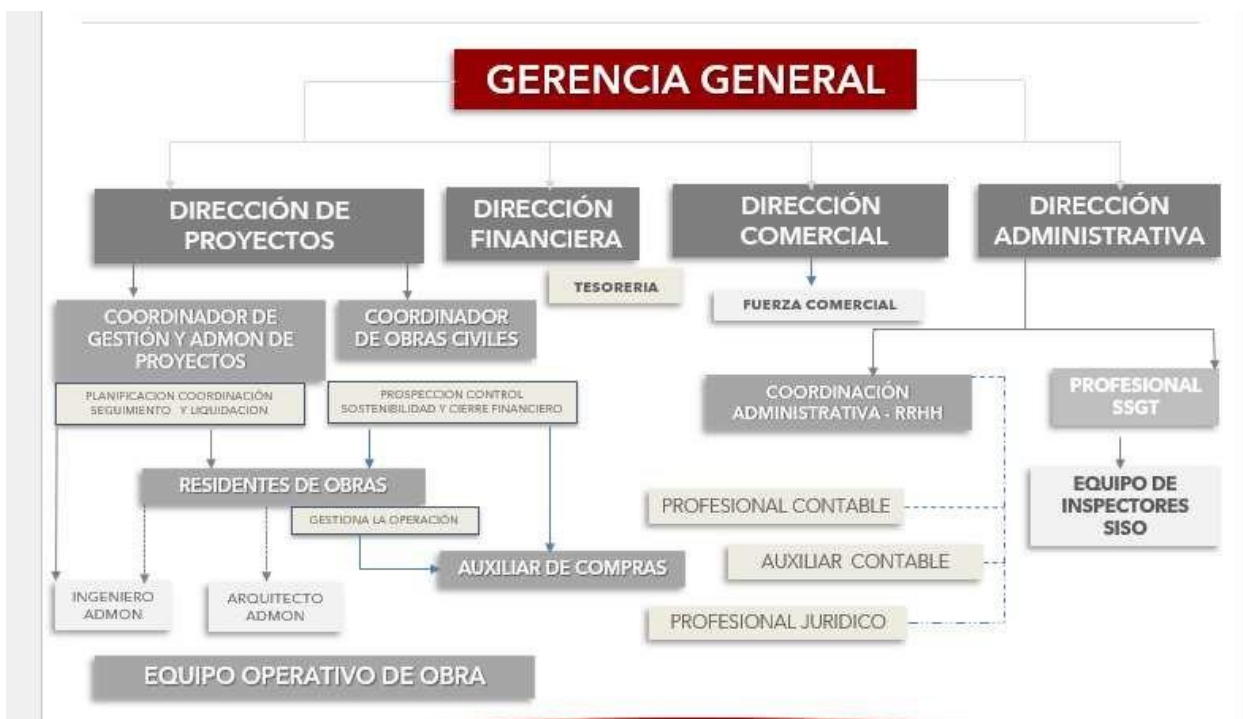 GERENCIA GENERAL
DIRECCIÓN DE
PROYECTOS
DIRECCIÓN
FINANCIERA
DIRECCIÓN
COMERCIAL
DIRECCIÓN
ADMINISTRATIVA
TESORERIA
FUERZA COMERCIAL
COORDINADOR DE
GESTIÓN Y ADMON DE
PROYECTOS
COORDINADOR
DE OBRAS CIVILES
PLANIFICACION COORDINACIÓN
SEGUIMIENTO Y LIQUIDACION
PROSPECCION CONTROL
SOSTENIBILIDAD Y CIERRE FINANCIERO
COORDINACIÓN
ADMINISTRATIVA - RRHH
PROFESIONAL
SSGT
RESIDENTES DE OBRAS
GESTIONA LA OPERACIÓN
AUXILIAR DE COMPRAS
PROFESIONAL CONTABLE
AUXILIAR CONTABLE
PROFESIONAL JURIDICO
EQUIPO DE
INSPECTORES
SISO
INGENIERO
ADMON
ARQUITECTO
ADMON
EQUIPO OPERATIVO DE OBRA